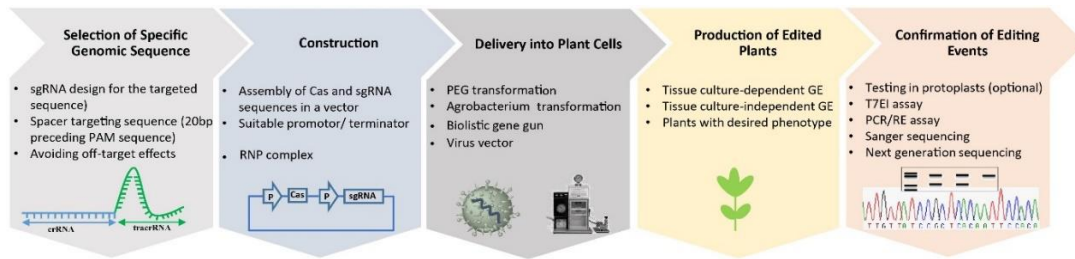 Selection of Specific
Genomic Sequence
• sgRNA design for the targeted
sequence)
• Spacer targeting sequence (20bp
preceding PAM sequence)
• Avoiding off-target effects
crRNA
tracrRNA
Construction
• Assembly of Cas and sgRNA
sequences in a vector
• Suitable promotor/ terminator
• RNP complex
P Cas P sgRNA
Delivery into Plant Cells
• PEG transformation
• Agrobacterium transformation
• Biolistic gene gun
• Virus vector
Production of Edited
Plants
• Tissue culture-dependent GE
• Tissue culture-independent GE
• Plants with desired phenotype
Confirmation of Editing
Events
• Testing in protoplasts (optional)
• T7EI assay
• PCR/RE assay
• Sanger sequencing
• Next generation sequencing